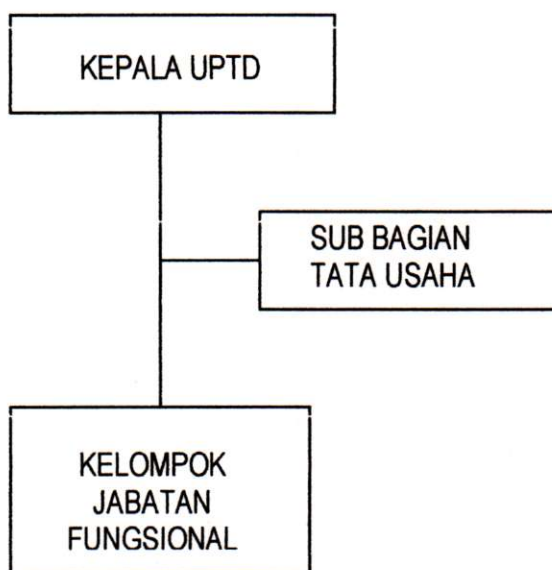 KEPALA UPTD
SUB BAGIAN
TATA USAHA
KELOMPOK
JABATAN
FUNGSIONAL